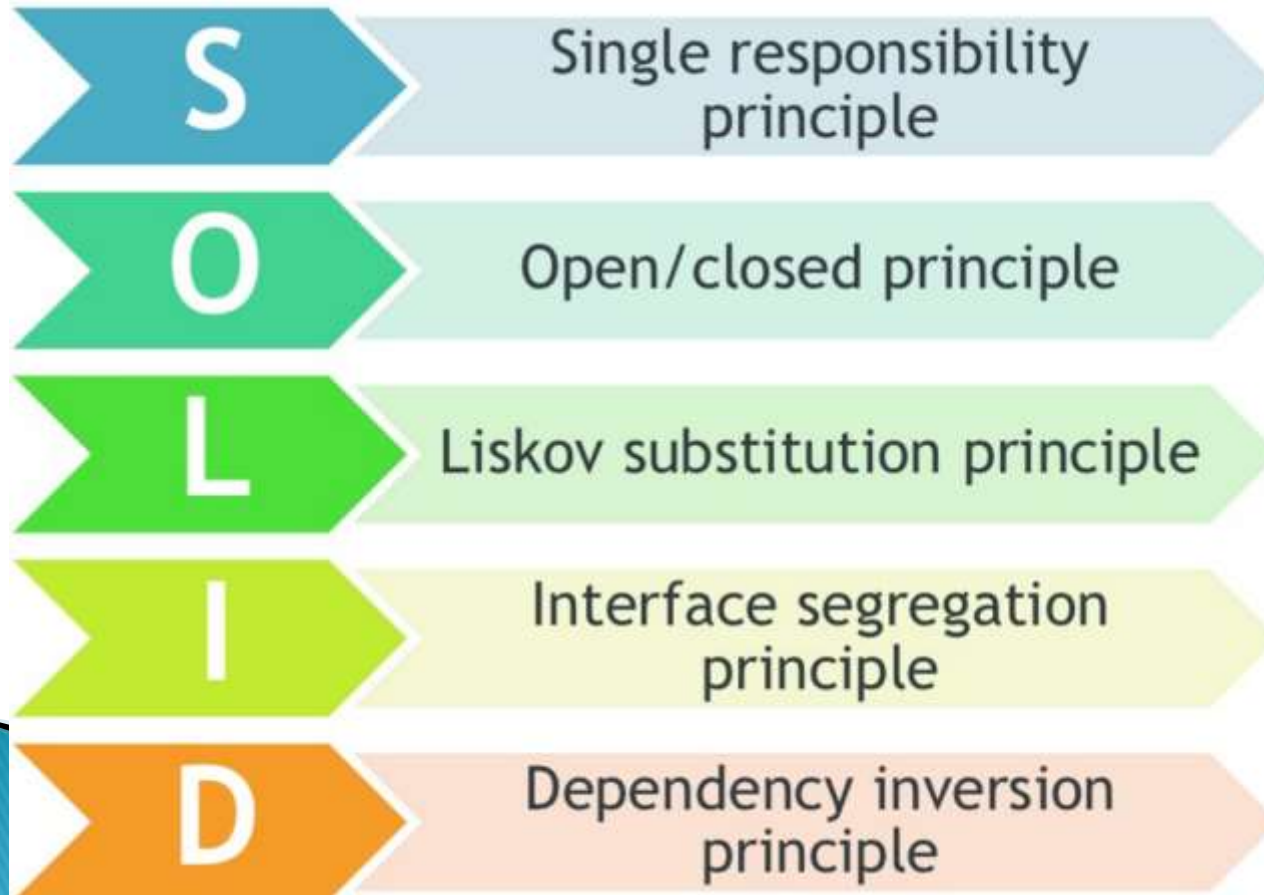 S
Single responsibility
principle
O
Open/closed principle
L
Liskov substitution principle
I
Interface segregation
principle
D
Dependency inversion
principle